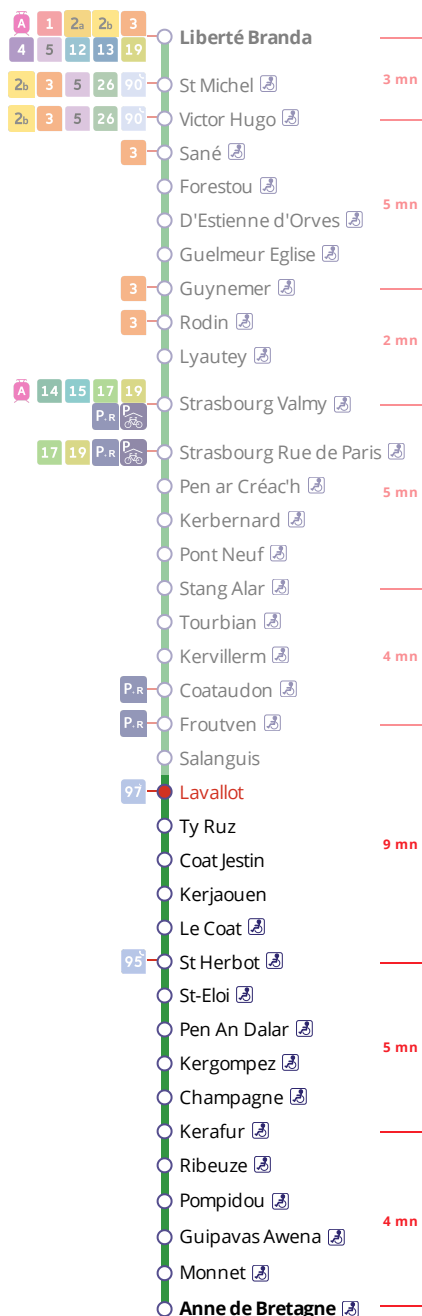 A 1 2a 2b 3
4 5 12 13 19
Liberté Branda
3 mn
2b 3 5 26 90 St Michel
2b 3 5 26 90 Victor Hugo
3 Sané
Forestou
5 mn
D'Estienne d'Orves
Guelmeur Eglise
3 Guynemer
3 Rodin
2 mn
Lyautey
A 14 15 17 19
Strasbourg Valmy
P+R P
17 19 P+R P Strasbourg Rue de Paris
Pen ar Créac'h
5 mn
Kerbernard
Pont Neuf
Stang Alar
Tourbian
Kervillerm
4 mn
P+R Coataudon
P+R Froutven
Salanguis
97 Lavallot
Ty Ruz
9 mn
Coat Jestin
Kerjaouen
Le Coat
95 St Herbot
St-Eloi
Pen An Dalar
5 mn
Kergompez
Champagne
Kerafur
Ribeuze
Pompidou
4 mn
Guipavas Awena
Monnet
Anne de Bretagne